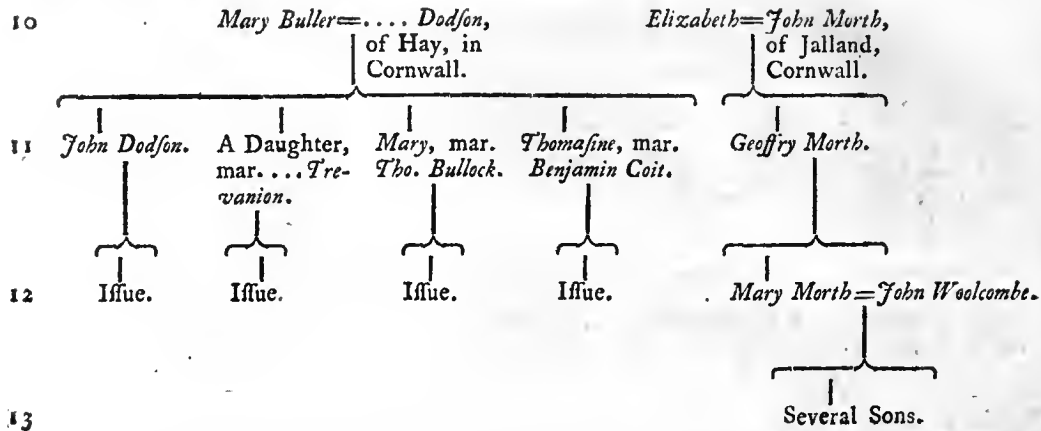 10 Mary Buller=.... Dodſon, Elizabeth=John Morth,
of Hay, in of Jalland,
Cornwall. Cornwall.
11 John Dodſon. A Daughter, Mary, mar. Thomaſine, mar. Geoffry Morth.
mar. .... Tre- Tho. Bullock. Benjamin Coit.
vanion.
12 Iſſue. Iſſue. Iſſue. Iſſue. Mary Morth=John Woolcombe.
13 Several Sons.